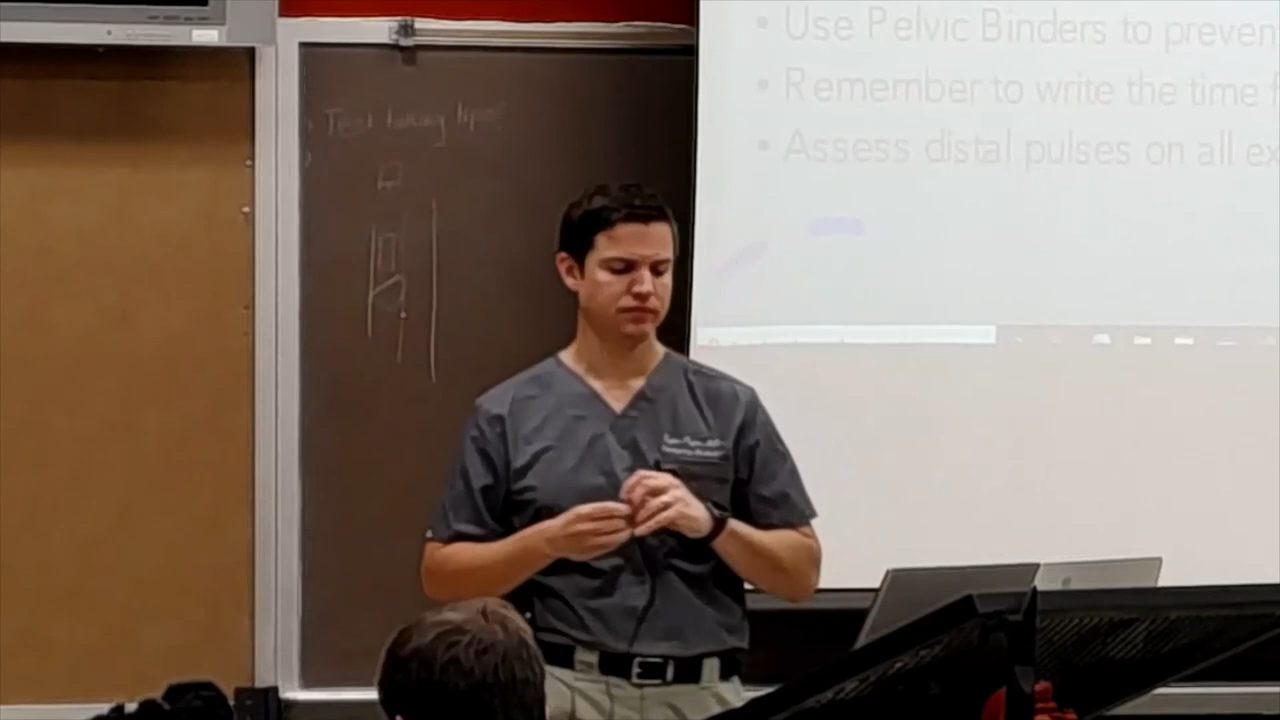 Test taking tips
• Use Pelvic Binders to preven
• Remember to write the time f
• Assess distal pulses on all ex